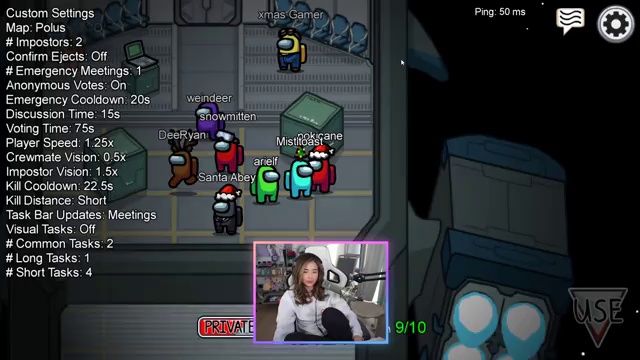 Custom Settings
Map: Polus
# Impostors: 2
Confirm Ejects: Off
# Emergency Meetings: 1
Anonymous Votes: On
Emergency Cooldown: 20s
Discussion Time: 15s
Voting Time: 75s
Player Speed: 1.25x
Crewmate Vision: 0.5x
Impostor Vision: 1.5x
Kill Cooldown: 22.5s
Kill Distance: Short
Task Bar Updates: Meetings
Visual Tasks: Off
# Common Tasks: 2
# Long Tasks: 1
# Short Tasks: 4
xmas Gamer
Ping: 50 ms
weindeer
snowmitten
DeeRyan
pokicane
Mistltoast
arielf
Santa Abey
PRIVATE
9/10
USE